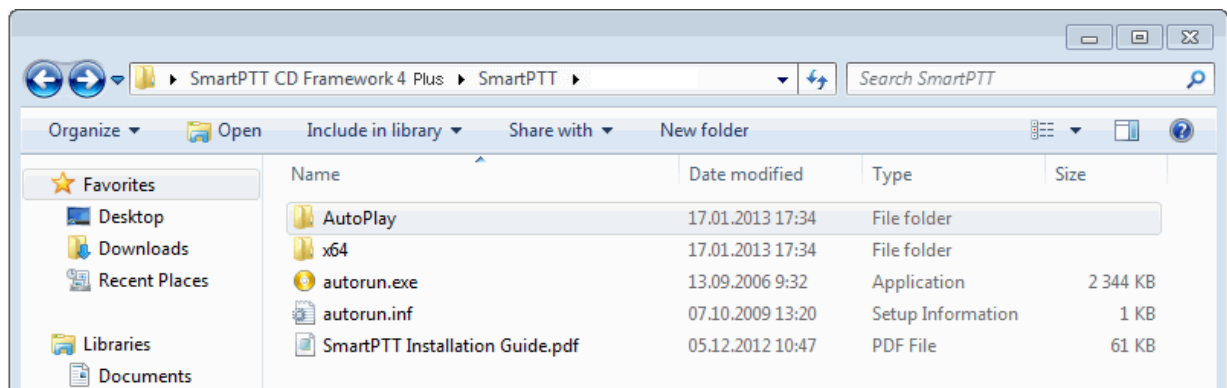 SmartPTT CD Framework 4 Plus SmartPTT Search SmartPTT
Organize Open Include in library Share with New folder
Favorites
Desktop
Downloads
Recent Places
Libraries
Documents
Name Date modified Type Size
AutoPlay 17.01.2013 17:34 File folder
x64 17.01.2013 17:34 File folder
autorun.exe 13.09.2006 9:32 Application 2 344 KB
autorun.inf 07.10.2009 13:20 Setup Information 1 KB
SmartPTT Installation Guide.pdf 05.12.2012 10:47 PDF File 61 KB